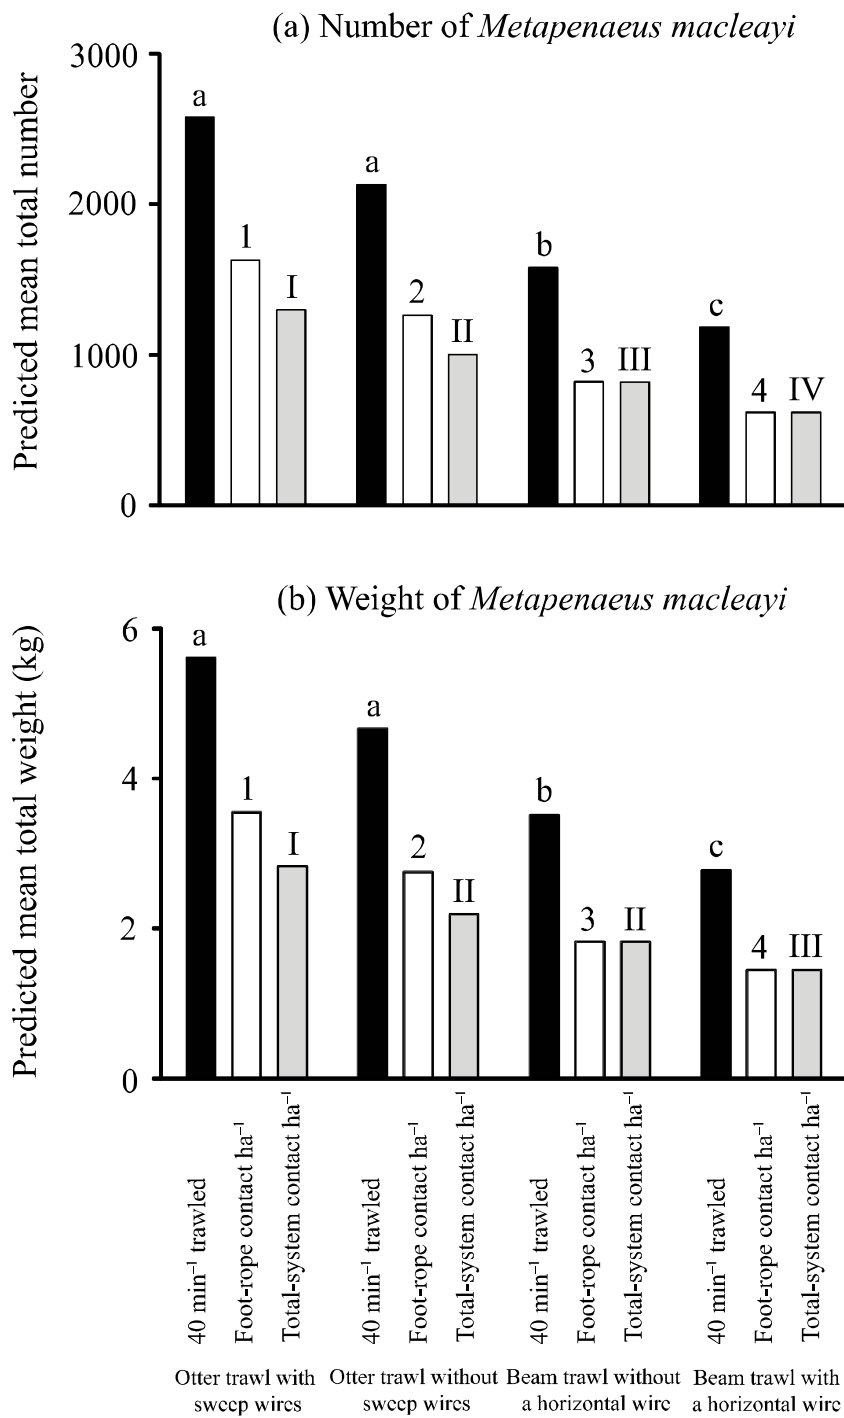 (a) Number of Metapenaeus macleayi
Predicted mean total number
3000
2000
1000
0
a
1
I
a
2
II
b
3
III
c
4
IV
(b) Weight of Metapenaeus macleayi
Predicted mean total weight (kg)
6
4
2
0
a
1
I
a
2
II
b
3
II
c
4
III
40 min⁻¹ trawled
Foot-rope contact ha⁻¹
Total-system contact ha⁻¹
40 min⁻¹ trawled
Foot-rope contact ha⁻¹
Total-system contact ha⁻¹
40 min⁻¹ trawled
Foot-rope contact ha⁻¹
Total-system contact ha⁻¹
40 min⁻¹ trawled
Foot-rope contact ha⁻¹
Total-system contact ha⁻¹
Otter trawl with
sweep wires
Otter trawl without
sweep wires
Beam trawl without
a horizontal wire
Beam trawl with
a horizontal wire